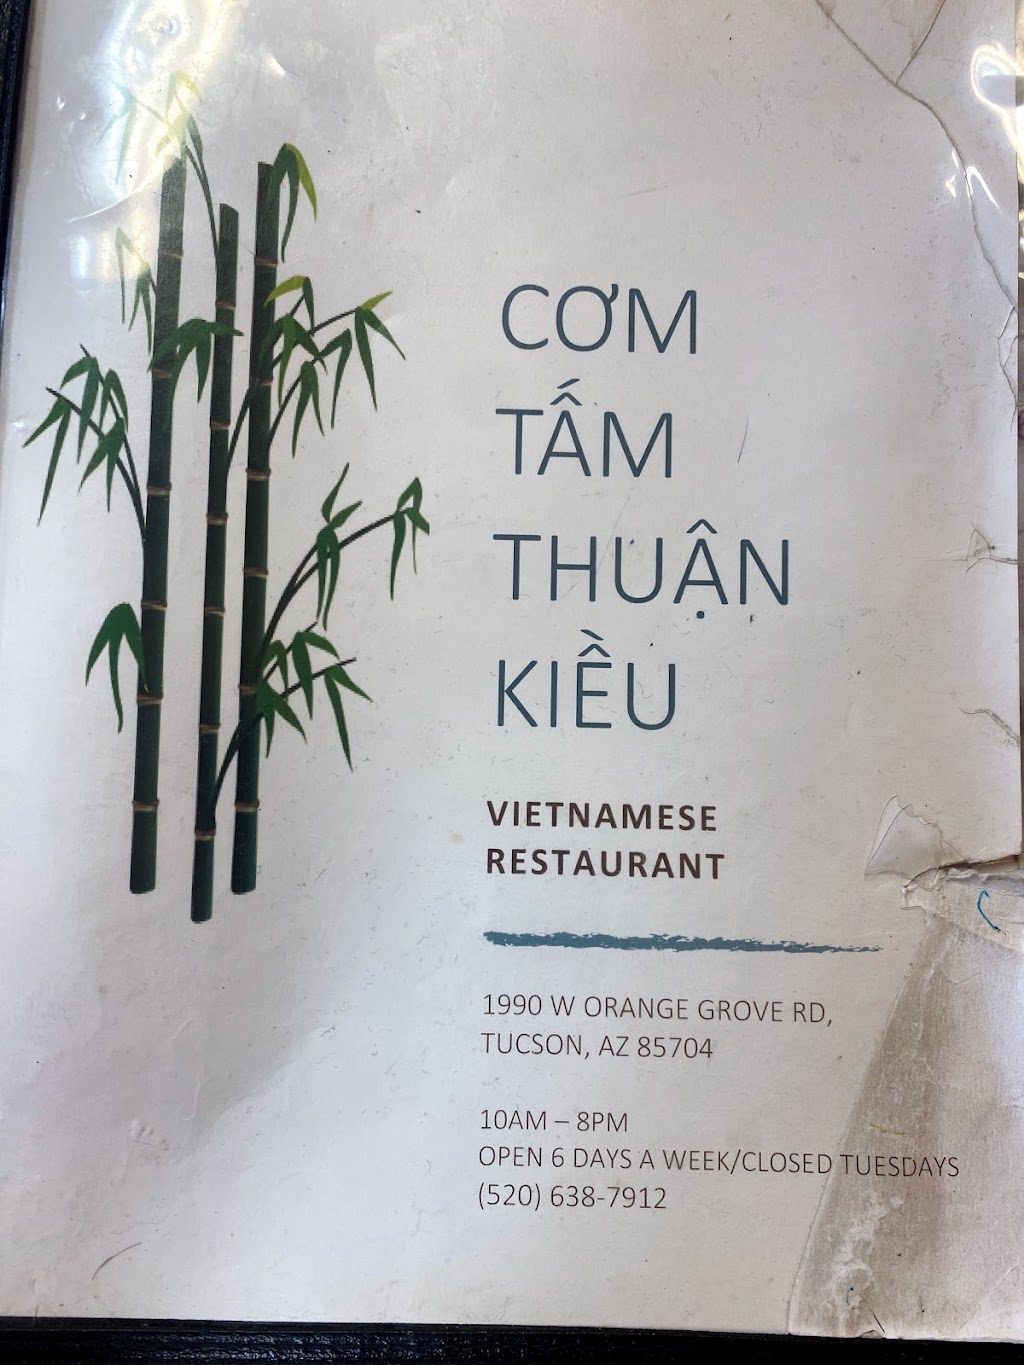 CƠM
TẤM
THUẬN
KIỀU
VIETNAMESE
RESTAURANT
1990 W ORANGE GROVE RD,
TUCSON, AZ 85704
10AM – 8PM
OPEN 6 DAYS A WEEK/CLOSED TUESDAYS
(520) 638-7912